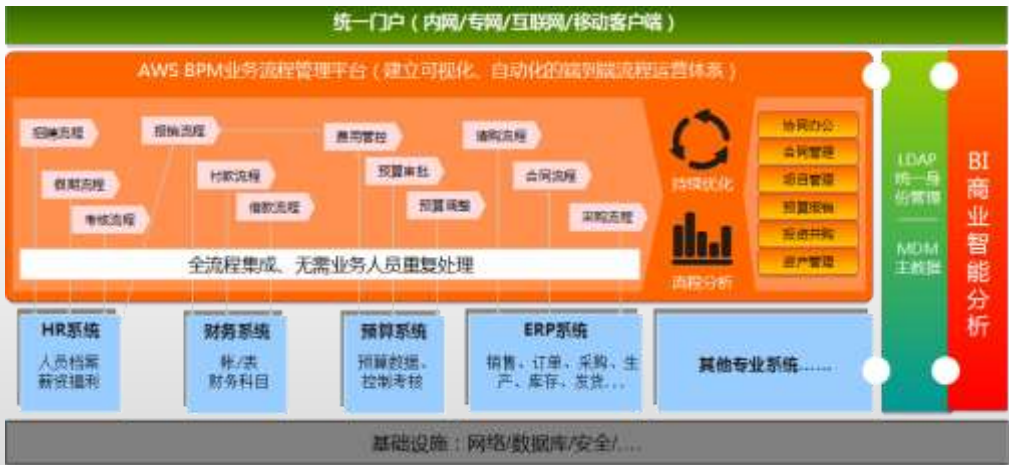 统一门户（内网/专网/互联网/移动客户端）
AWS BPM业务流程管理平台（建立可视化、自动化的端到端流程运营体系）
招聘流程
报销流程
费用管控
请购流程
假期流程
付款流程
预算审批
合同流程
考核流程
借款流程
预算调整
采购流程
全流程集成、无需业务人员重复处理
持续优化
流程分析
协同办公
合同管理
项目管理
预算报销
投资并购
资产管理
LDAP
统一身
份管理
MDM
主数据
BI
商
业
智
能
分
析
HR系统
人员档案
薪资福利
财务系统
帐/表
财务科目
预算系统
预算数据、
控制考核
ERP系统
销售、订单、采购、生
产、库存、发货...
其他专业系统......
基础设施：网络/数据库/安全/....